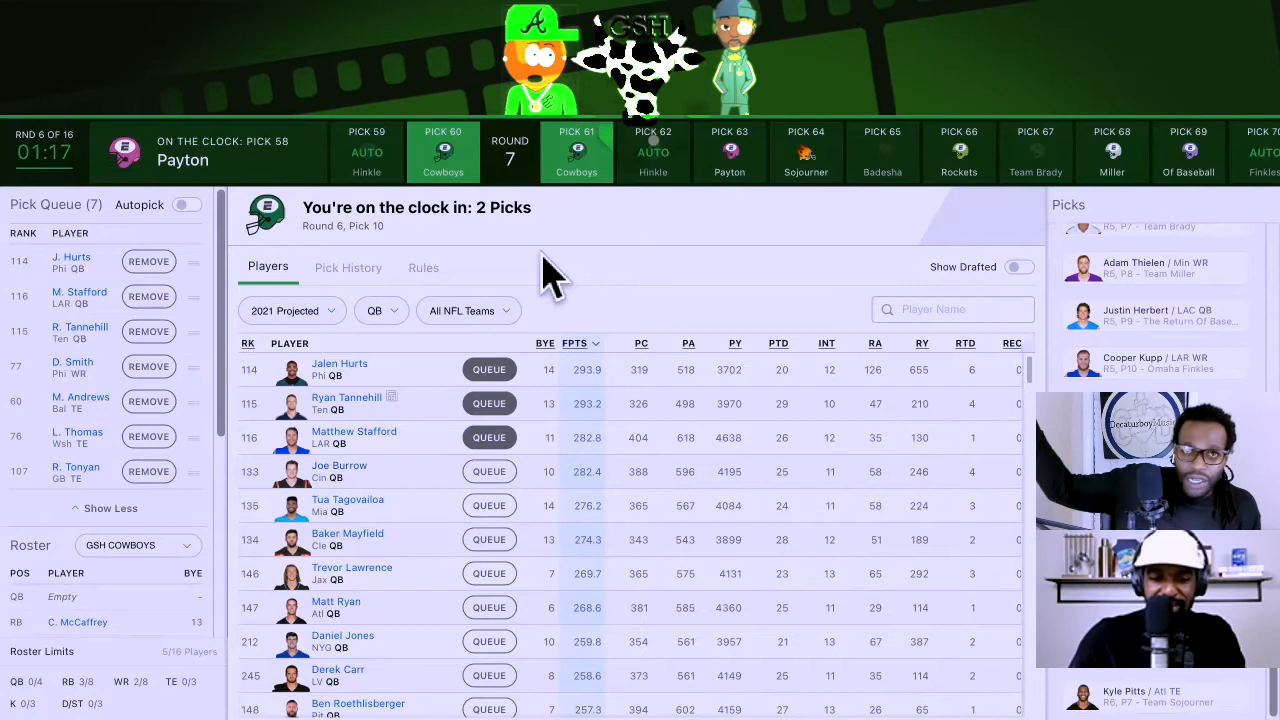 GSH
RND 6 OF 16
01:17
ON THE CLOCK: PICK 58
Payton
PICK 59
AUTO
Hinkle
PICK 60
Cowboys
ROUND
7
PICK 61
Cowboys
PICK 62
AUTO
Hinkle
PICK 63
Payton
PICK 64
Sojourner
PICK 65
Badesha
PICK 66
Rockets
PICK 67
Team Brady
PICK 68
Miller
PICK 69
Of Baseball
PICK 70
AUTO
Finkles
Pick Queue (7) Autopick
RANK PLAYER
114 J. Hurts Phi QB REMOVE
116 M. Stafford LAR QB REMOVE
115 R. Tannehill Ten QB REMOVE
77 D. Smith Phi WR REMOVE
60 M. Andrews Bal TE REMOVE
76 L. Thomas Wsh TE REMOVE
107 R. Tonyan GB TE REMOVE
Show Less
Roster GSH COWBOYS
POS PLAYER BYE
QB Empty -
RB C. McCaffrey 13
Roster Limits 5/16 Players
QB 0/4 RB 3/8 WR 2/8 TE 0/3
K 0/3 D/ST 0/3
You're on the clock in: 2 Picks
Round 6, Pick 10
Players Pick History Rules Show Drafted
2021 Projected QB All NFL Teams Player Name
RK PLAYER BYE FPTS PC PA PY PTD INT RA RY RTD REC
114 Jalen Hurts Phi QB QUEUE 14 293.9 319 518 3702 20 12 126 655 6 0
115 Ryan Tannehill Ten QB QUEUE 13 293.2 326 498 3970 29 10 47 210 4 0
116 Matthew Stafford LAR QB QUEUE 11 282.8 404 618 4638 26 12 35 130 1 0
133 Joe Burrow Cin QB QUEUE 10 282.4 388 596 4195 25 11 58 246 4 0
135 Tua Tagovailoa Mia QB QUEUE 14 276.2 365 567 4084 24 11 58 224 3 0
134 Baker Mayfield Cle QB QUEUE 13 274.3 343 543 3899 28 12 51 189 2 0
146 Trevor Lawrence Jax QB QUEUE 7 269.7 365 575 4131 23 13 65 292 3 0
147 Matt Ryan Atl QB QUEUE 6 268.6 381 585 4360 25 11 29 114 1 0
212 Daniel Jones NYG QB QUEUE 10 259.8 354 561 3957 21 13 67 387 2 0
245 Derek Carr LV QB QUEUE 8 258.6 373 561 4149 25 11 35 114 2 0
148 Ben Roethlisberger Pit QB QUEUE 7 257.3 394 602 4159 27 13 26 65 1 0
Picks
R5, P7 - Team Brady
Adam Thielen / Min WR
R5, P8 - Team Miller
Justin Herbert / LAC QB
R5, P9 - The Return Of Base...
Cooper Kupp / LAR WR
R5, P10 - Omaha Finkles
DecaturboyMusic
Kyle Pitts / Atl TE
R6, P7 - Team Sojourner